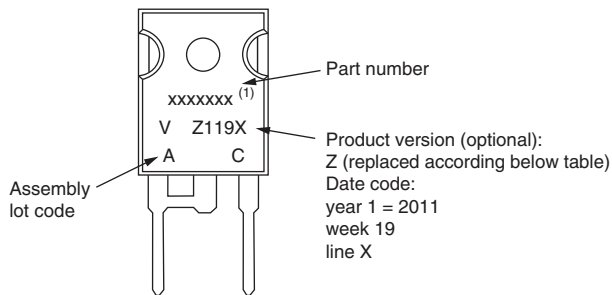 Part number
xxxxxxx (1)
V Z119X
A C
Assembly
lot code
Product version (optional):
Z (replaced according below table)
Date code:
year 1 = 2011
week 19
line X